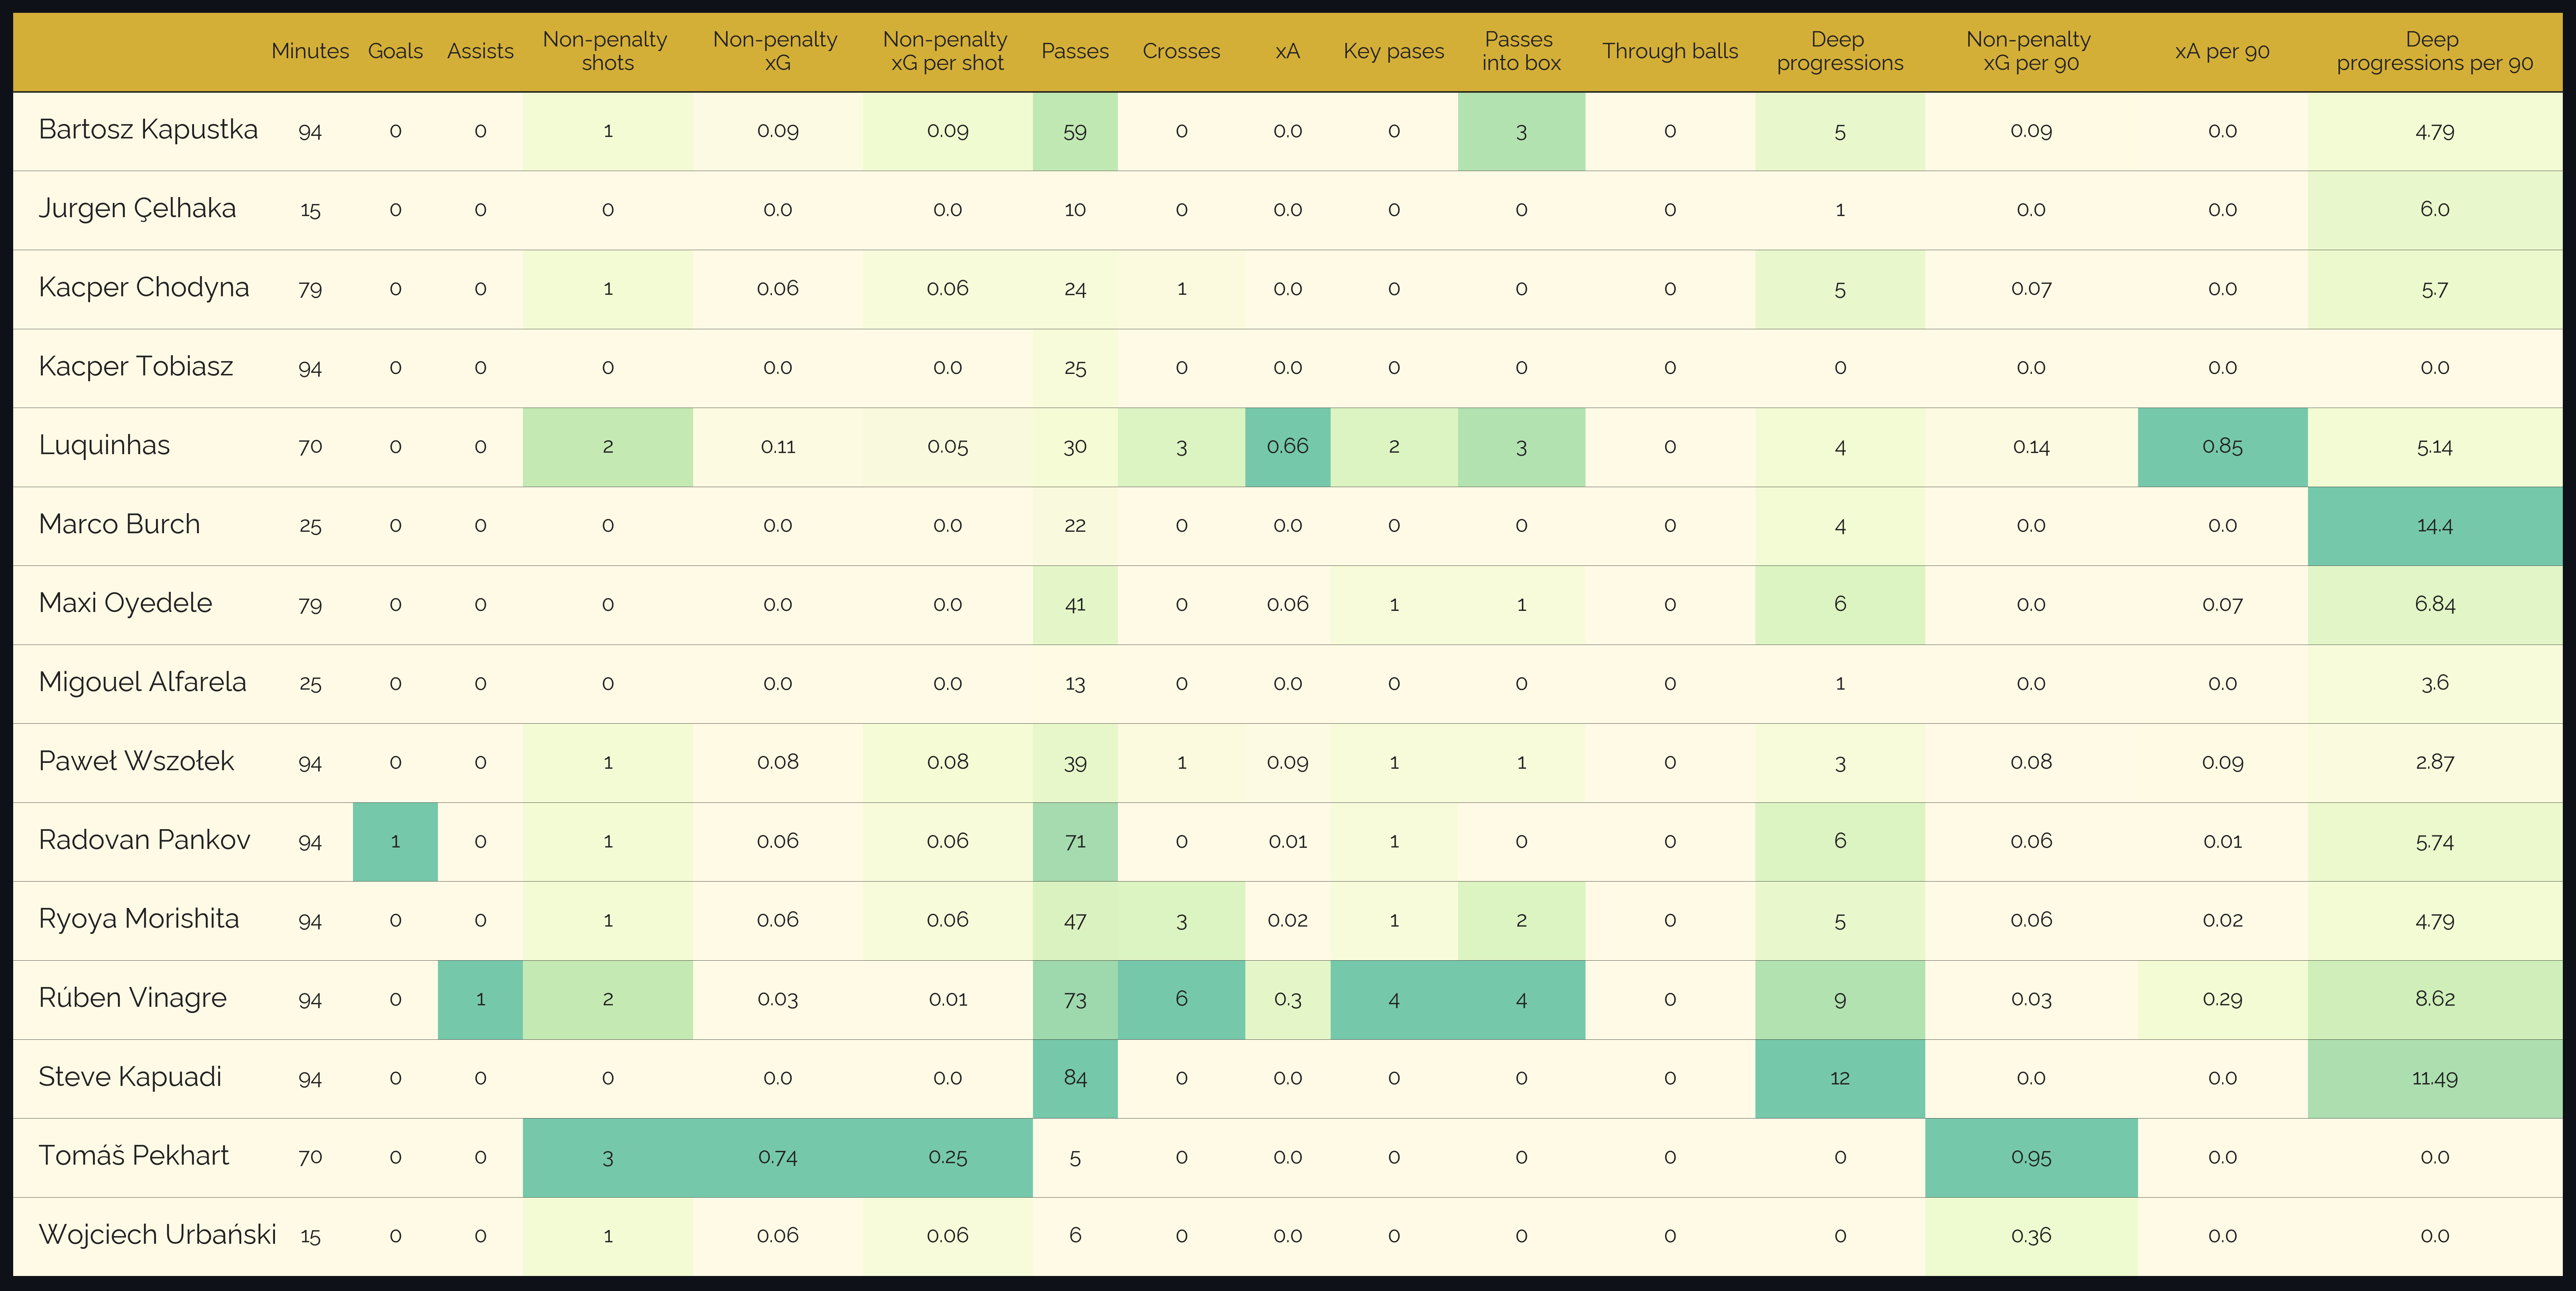 Minutes Goals Assists Non-penalty shots Non-penalty xG Non-penalty xG per shot Passes Crosses xA Key pases Passes into box Through balls Deep progressions Non-penalty xG per 90 xA per 90 Deep progressions per 90
Bartosz Kapustka 94 0 0 1 0.09 0.09 59 0 0.0 0 3 0 5 0.09 0.0 4.79
Jurgen Çelhaka 15 0 0 0 0.0 0.0 10 0 0.0 0 0 0 1 0.0 0.0 6.0
Kacper Chodyna 79 0 0 1 0.06 0.06 24 1 0.0 0 0 0 5 0.07 0.0 5.7
Kacper Tobiasz 94 0 0 0 0.0 0.0 25 0 0.0 0 0 0 0 0.0 0.0 0.0
Luquinhas 70 0 0 2 0.11 0.05 30 3 0.66 2 3 0 4 0.14 0.85 5.14
Marco Burch 25 0 0 0 0.0 0.0 22 0 0.0 0 0 0 4 0.0 0.0 14.4
Maxi Oyedele 79 0 0 0 0.0 0.0 41 0 0.06 1 1 0 6 0.0 0.07 6.84
Migouel Alfarela 25 0 0 0 0.0 0.0 13 0 0.0 0 0 0 1 0.0 0.0 3.6
Paweł Wszołek 94 0 0 1 0.08 0.08 39 1 0.09 1 1 0 3 0.08 0.09 2.87
Radovan Pankov 94 1 0 1 0.06 0.06 71 0 0.01 1 0 0 6 0.06 0.01 5.74
Ryoya Morishita 94 0 0 1 0.06 0.06 47 3 0.02 1 2 0 5 0.06 0.02 4.79
Rúben Vinagre 94 0 1 2 0.03 0.01 73 6 0.3 4 4 0 9 0.03 0.29 8.62
Steve Kapuadi 94 0 0 0 0.0 0.0 84 0 0.0 0 0 0 12 0.0 0.0 11.49
Tomáš Pekhart 70 0 0 3 0.74 0.25 5 0 0.0 0 0 0 0 0.95 0.0 0.0
Wojciech Urbański 15 0 0 1 0.06 0.06 6 0 0.0 0 0 0 0 0.36 0.0 0.0